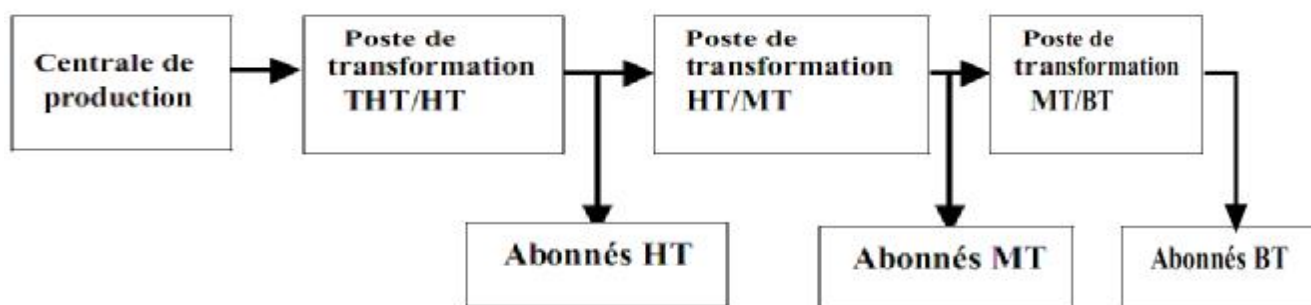 Centrale de
production
Poste de
transformation
THT/HT
Poste de
transformation
HT/MT
Poste de
transformation
MT/BT
Abonnés HT
Abonnés MT
Abonnés BT